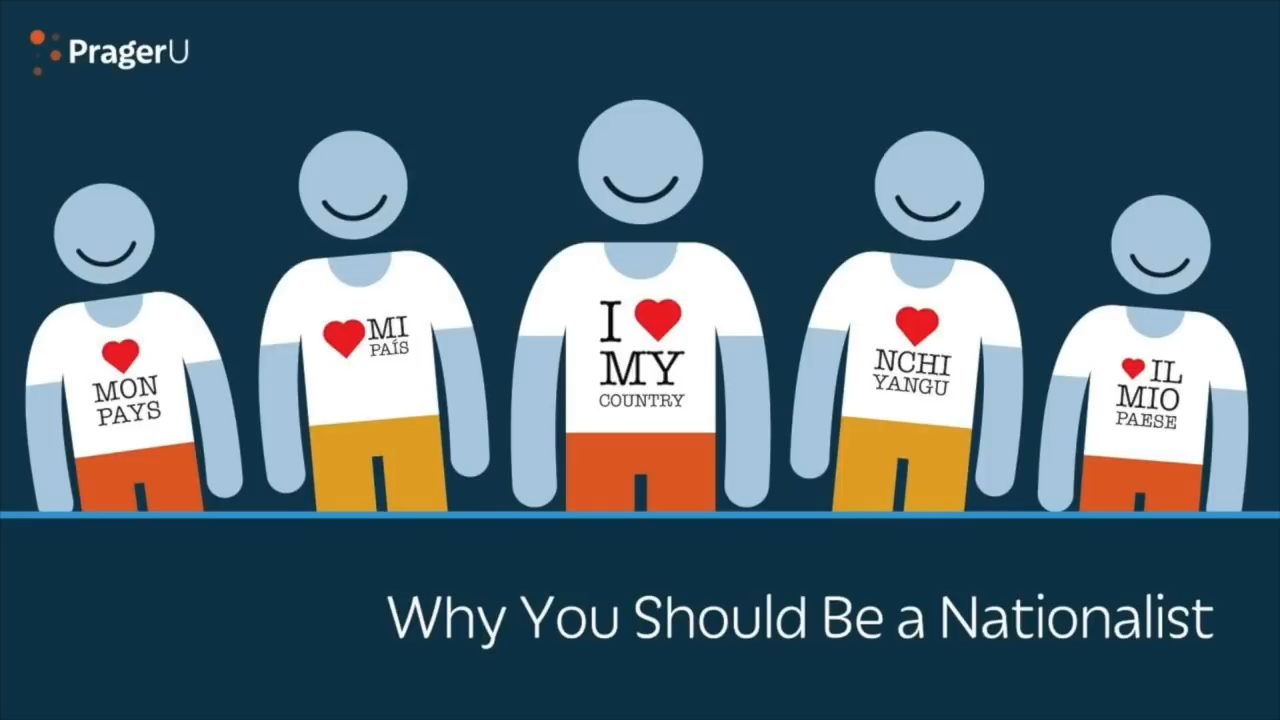 PragerU
MON
PAYS
MI
PAÍS
I
MY
COUNTRY
NCHI
YANGU
IL
MIO
PAESE
Why You Should Be a Nationalist